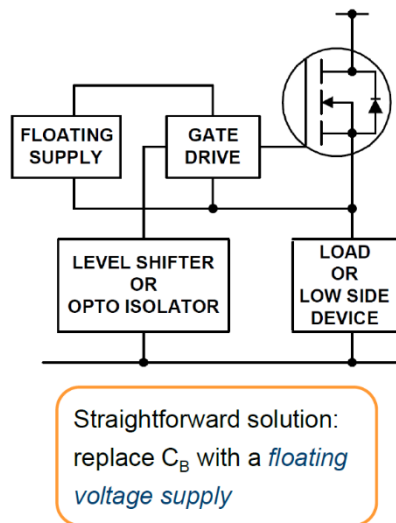 FLOATING
SUPPLY
GATE
DRIVE
LEVEL SHIFTER
OR
OPTO ISOLATOR
LOAD
OR
LOW SIDE
DEVICE
Straightforward solution:
replace C_B with a floating
voltage supply